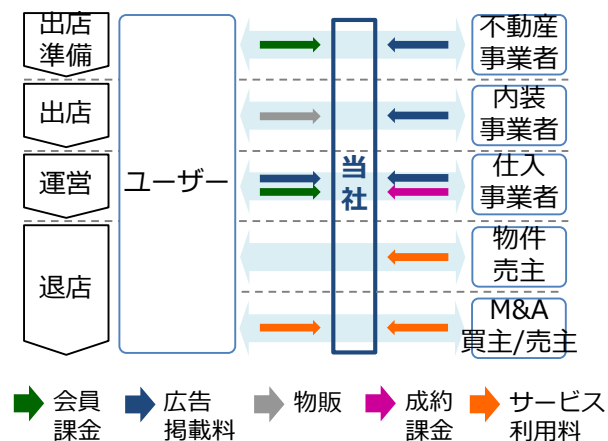 出店
準備
不動産
事業者
出店
内装
事業者
運営
ユーザー
当
社
仕入
事業者
退店
物件
売主
M&A
買主/売主
会員
課金
広告
掲載料
物販
成約
課金
サービス
利用料